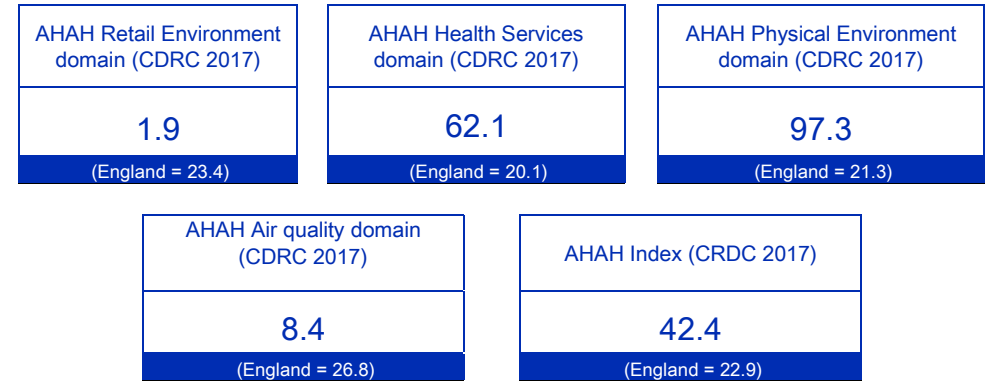 AHAH Retail Environment
domain (CDRC 2017)
1.9
(England = 23.4)
AHAH Health Services
domain (CDRC 2017)
62.1
(England = 20.1)
AHAH Physical Environment
domain (CDRC 2017)
97.3
(England = 21.3)
AHAH Air quality domain
(CDRC 2017)
8.4
(England = 26.8)
AHAH Index (CRDC 2017)
42.4
(England = 22.9)